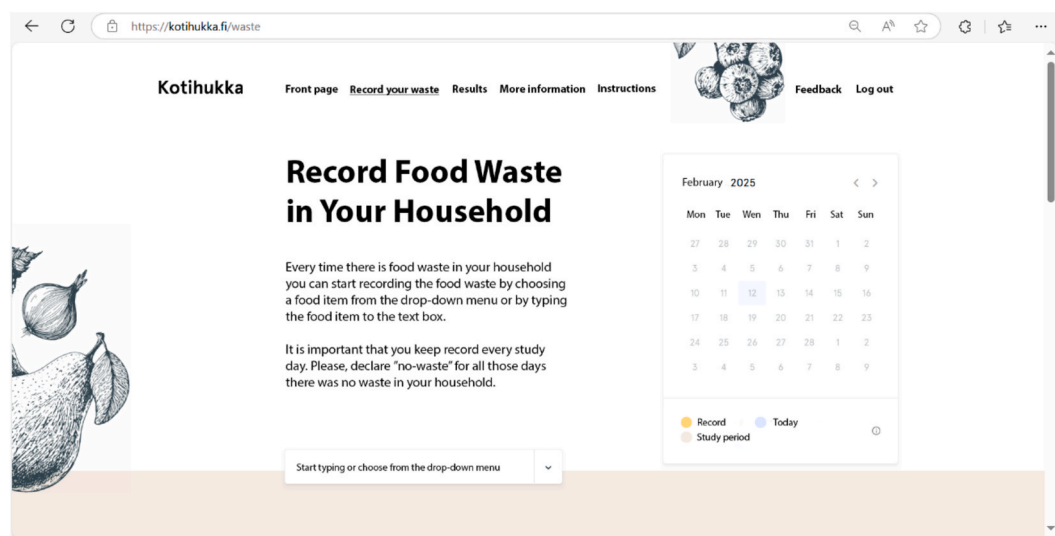 https://kotihukka.fi/waste
Kotihukka
Front page Record your waste Results More information Instructions Feedback Log out
Record Food Waste
in Your Household
Every time there is food waste in your household
you can start recording the food waste by choosing
a food item from the drop-down menu or by typing
the food item to the text box.
It is important that you keep record every study
day. Please, declare "no-waste" for all those days
there was no waste in your household.
Start typing or choose from the drop-down menu
February 2025
Mon Tue Wen Thu Fri Sat Sun
27 28 29 30 31 1 2
3 4 5 6 7 8 9
10 11 12 13 14 15 16
17 18 19 20 21 22 23
24 25 26 27 28 1 2
3 4 5 6 7 8 9
Record Today
Study period